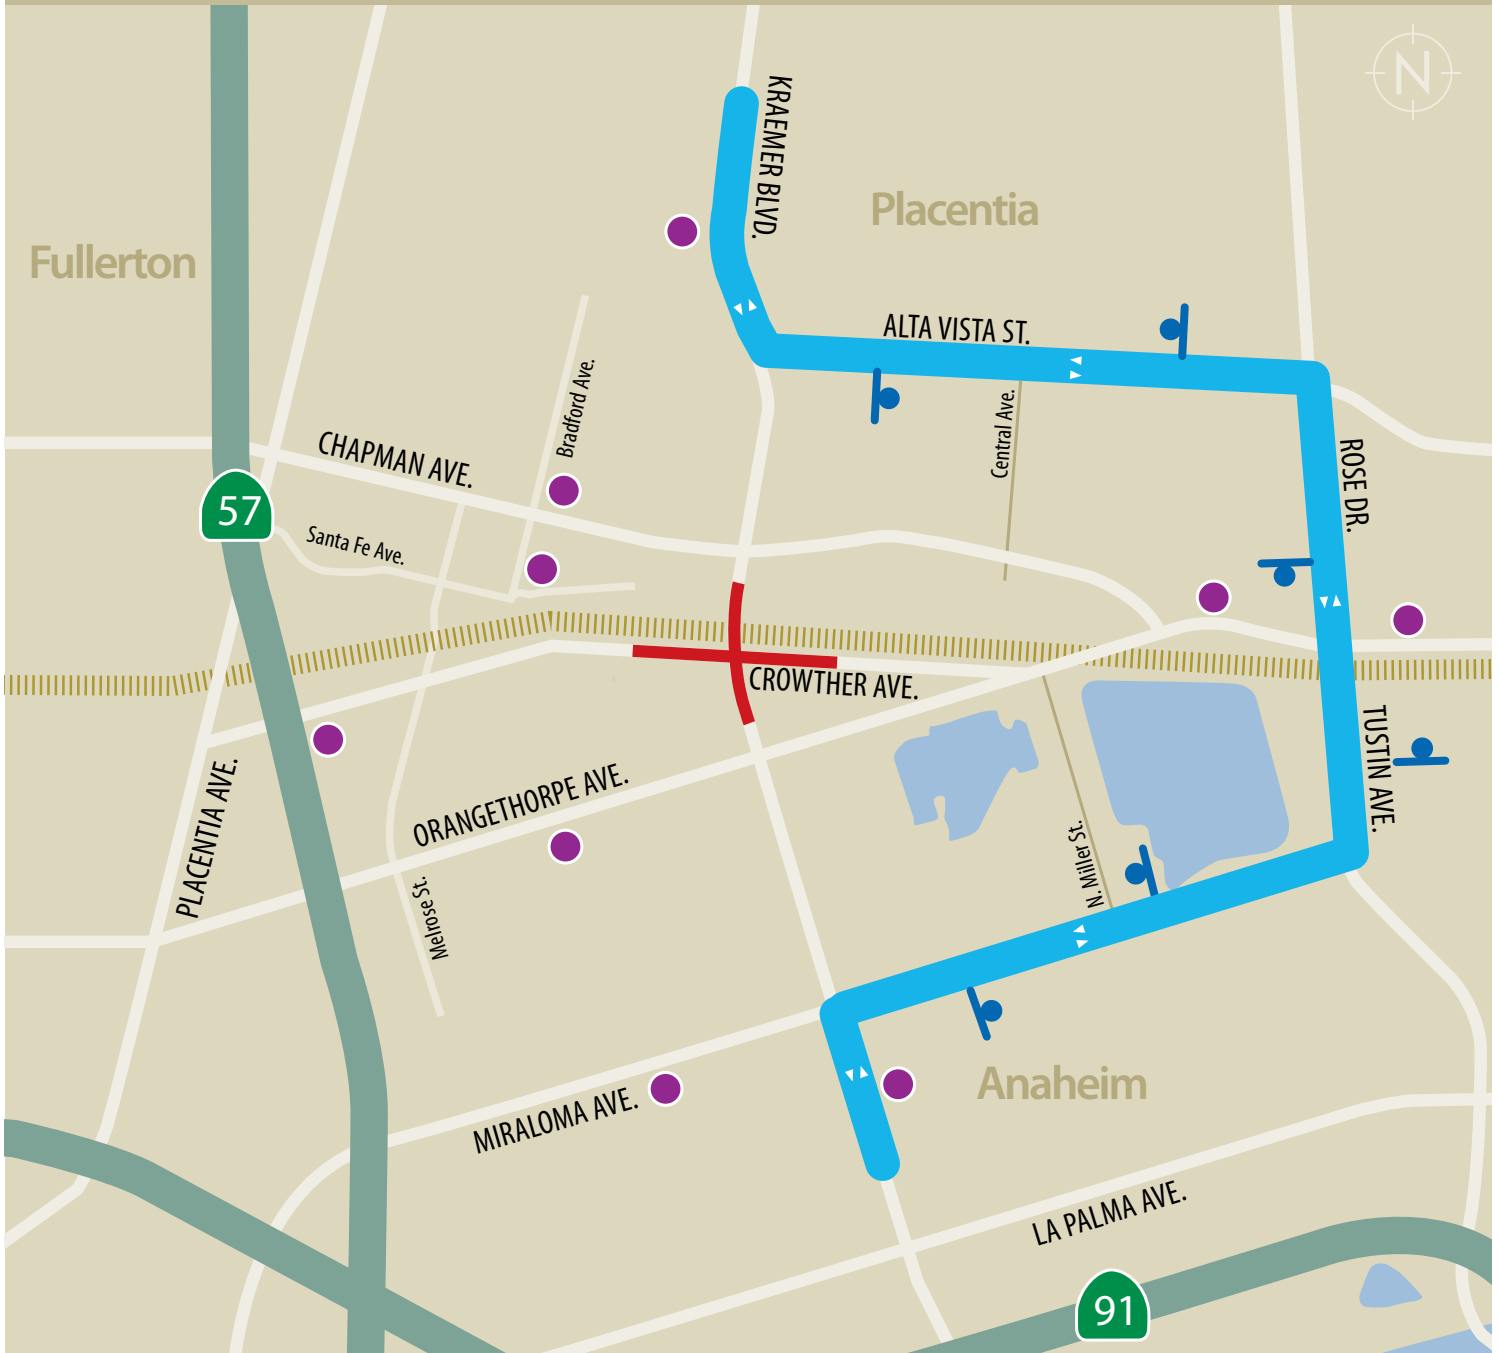 N
KRAEMER BLVD.
Placentia
Fullerton
ALTA VISTA ST.
Bradford Ave.
Central Ave.
CHAPMAN AVE.
ROSE DR.
57
Santa Fe Ave.
CROWTHER AVE.
TUSTIN AVE.
PLACENTIA AVE.
ORANGETHORPE AVE.
N. Miller St.
Melrose St.
Anaheim
MIRALOMA AVE.
LA PALMA AVE.
91